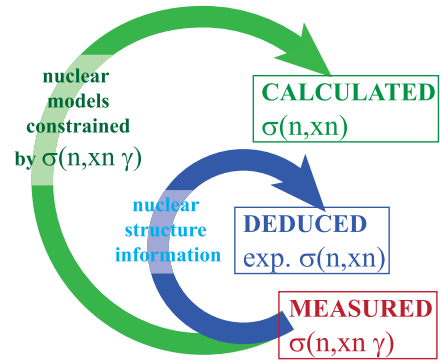 nuclear
models
constrained
by σ(n,xn γ)
CALCULATED
σ(n,xn)
nuclear
structure
information
DEDUCED
exp. σ(n,xn)
MEASURED
σ(n,xn γ)